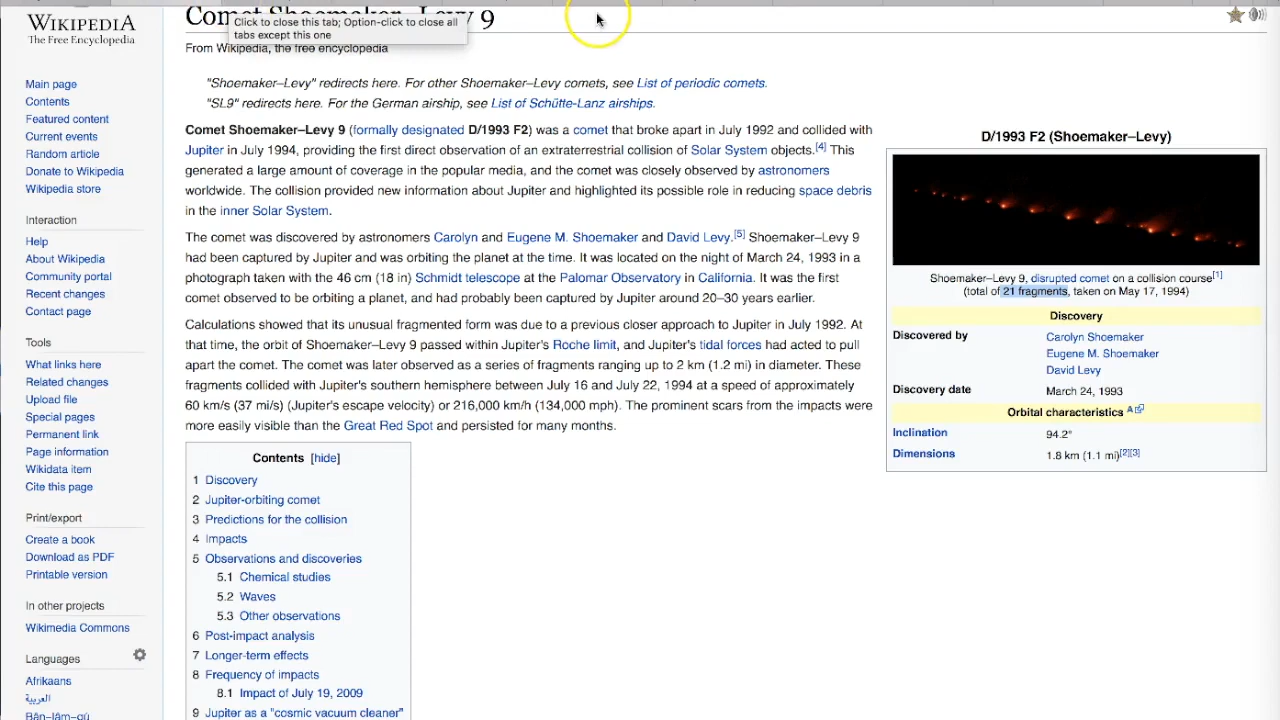 Comet Shoemaker–Levy 9
Click to close this tab; Option-click to close all
tabs except this one
WIKIPEDIA
The Free Encyclopedia
From Wikipedia, the free encyclopedia
Main page
Contents
Featured content
Current events
Random article
Donate to Wikipedia
Wikipedia store
Interaction
Help
About Wikipedia
Community portal
Recent changes
Contact page
Tools
What links here
Related changes
Upload file
Special pages
Permanent link
Page information
Wikidata item
Cite this page
Print/export
Create a book
Download as PDF
Printable version
In other projects
Wikimedia Commons
Languages
Afrikaans
العربية
Bân-lâm-gú
"Shoemaker–Levy" redirects here. For other Shoemaker–Levy comets, see List of periodic comets.
"SL9" redirects here. For the German airship, see List of Schütte-Lanz airships.
Comet Shoemaker–Levy 9 (formally designated D/1993 F2) was a comet that broke apart in July 1992 and collided with
Jupiter in July 1994, providing the first direct observation of an extraterrestrial collision of Solar System objects.[4] This
generated a large amount of coverage in the popular media, and the comet was closely observed by astronomers
worldwide. The collision provided new information about Jupiter and highlighted its possible role in reducing space debris
in the inner Solar System.
The comet was discovered by astronomers Carolyn and Eugene M. Shoemaker and David Levy.[5] Shoemaker–Levy 9
had been captured by Jupiter and was orbiting the planet at the time. It was located on the night of March 24, 1993 in a
photograph taken with the 46 cm (18 in) Schmidt telescope at the Palomar Observatory in California. It was the first
comet observed to be orbiting a planet, and had probably been captured by Jupiter around 20–30 years earlier.
Calculations showed that its unusual fragmented form was due to a previous closer approach to Jupiter in July 1992. At
that time, the orbit of Shoemaker–Levy 9 passed within Jupiter's Roche limit, and Jupiter's tidal forces had acted to pull
apart the comet. The comet was later observed as a series of fragments ranging up to 2 km (1.2 mi) in diameter. These
fragments collided with Jupiter's southern hemisphere between July 16 and July 22, 1994 at a speed of approximately
60 km/s (37 mi/s) (Jupiter's escape velocity) or 216,000 km/h (134,000 mph). The prominent scars from the impacts were
more easily visible than the Great Red Spot and persisted for many months.
Contents [hide]
1 Discovery
2 Jupiter-orbiting comet
3 Predictions for the collision
4 Impacts
5 Observations and discoveries
5.1 Chemical studies
5.2 Waves
5.3 Other observations
6 Post-impact analysis
7 Longer-term effects
8 Frequency of impacts
8.1 Impact of July 19, 2009
9 Jupiter as a "cosmic vacuum cleaner"
D/1993 F2 (Shoemaker–Levy)
Shoemaker–Levy 9, disrupted comet on a collision course[1]
(total of 21 fragments, taken on May 17, 1994)
Discovery
Discovered by Carolyn Shoemaker
Eugene M. Shoemaker
David Levy
Discovery date March 24, 1993
Orbital characteristics A
Inclination 94.2°
Dimensions 1.8 km (1.1 mi)[2][3]